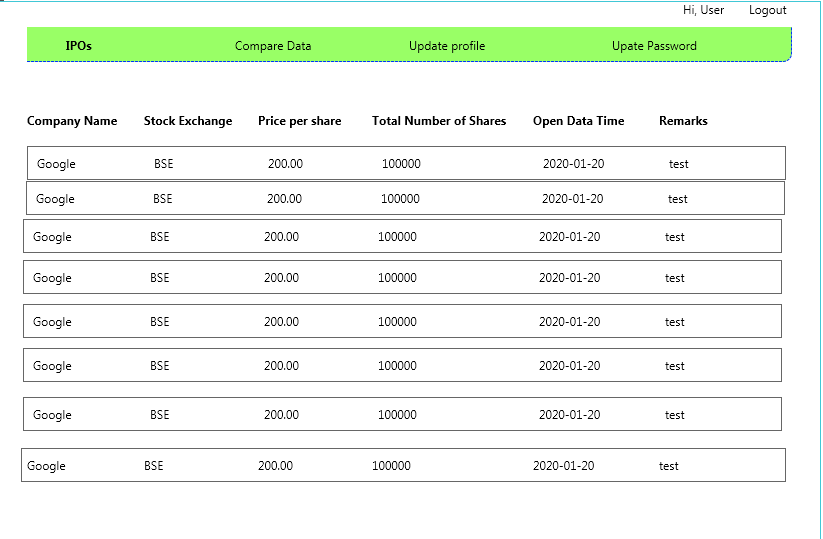 Hi, User Logout
IPOs Compare Data Update profile Upate Password
Company Name Stock Exchange Price per share Total Number of Shares Open Data Time Remarks
Google BSE 200.00 100000 2020-01-20 test
Google BSE 200.00 100000 2020-01-20 test
Google BSE 200.00 100000 2020-01-20 test
Google BSE 200.00 100000 2020-01-20 test
Google BSE 200.00 100000 2020-01-20 test
Google BSE 200.00 100000 2020-01-20 test
Google BSE 200.00 100000 2020-01-20 test
Google BSE 200.00 100000 2020-01-20 test